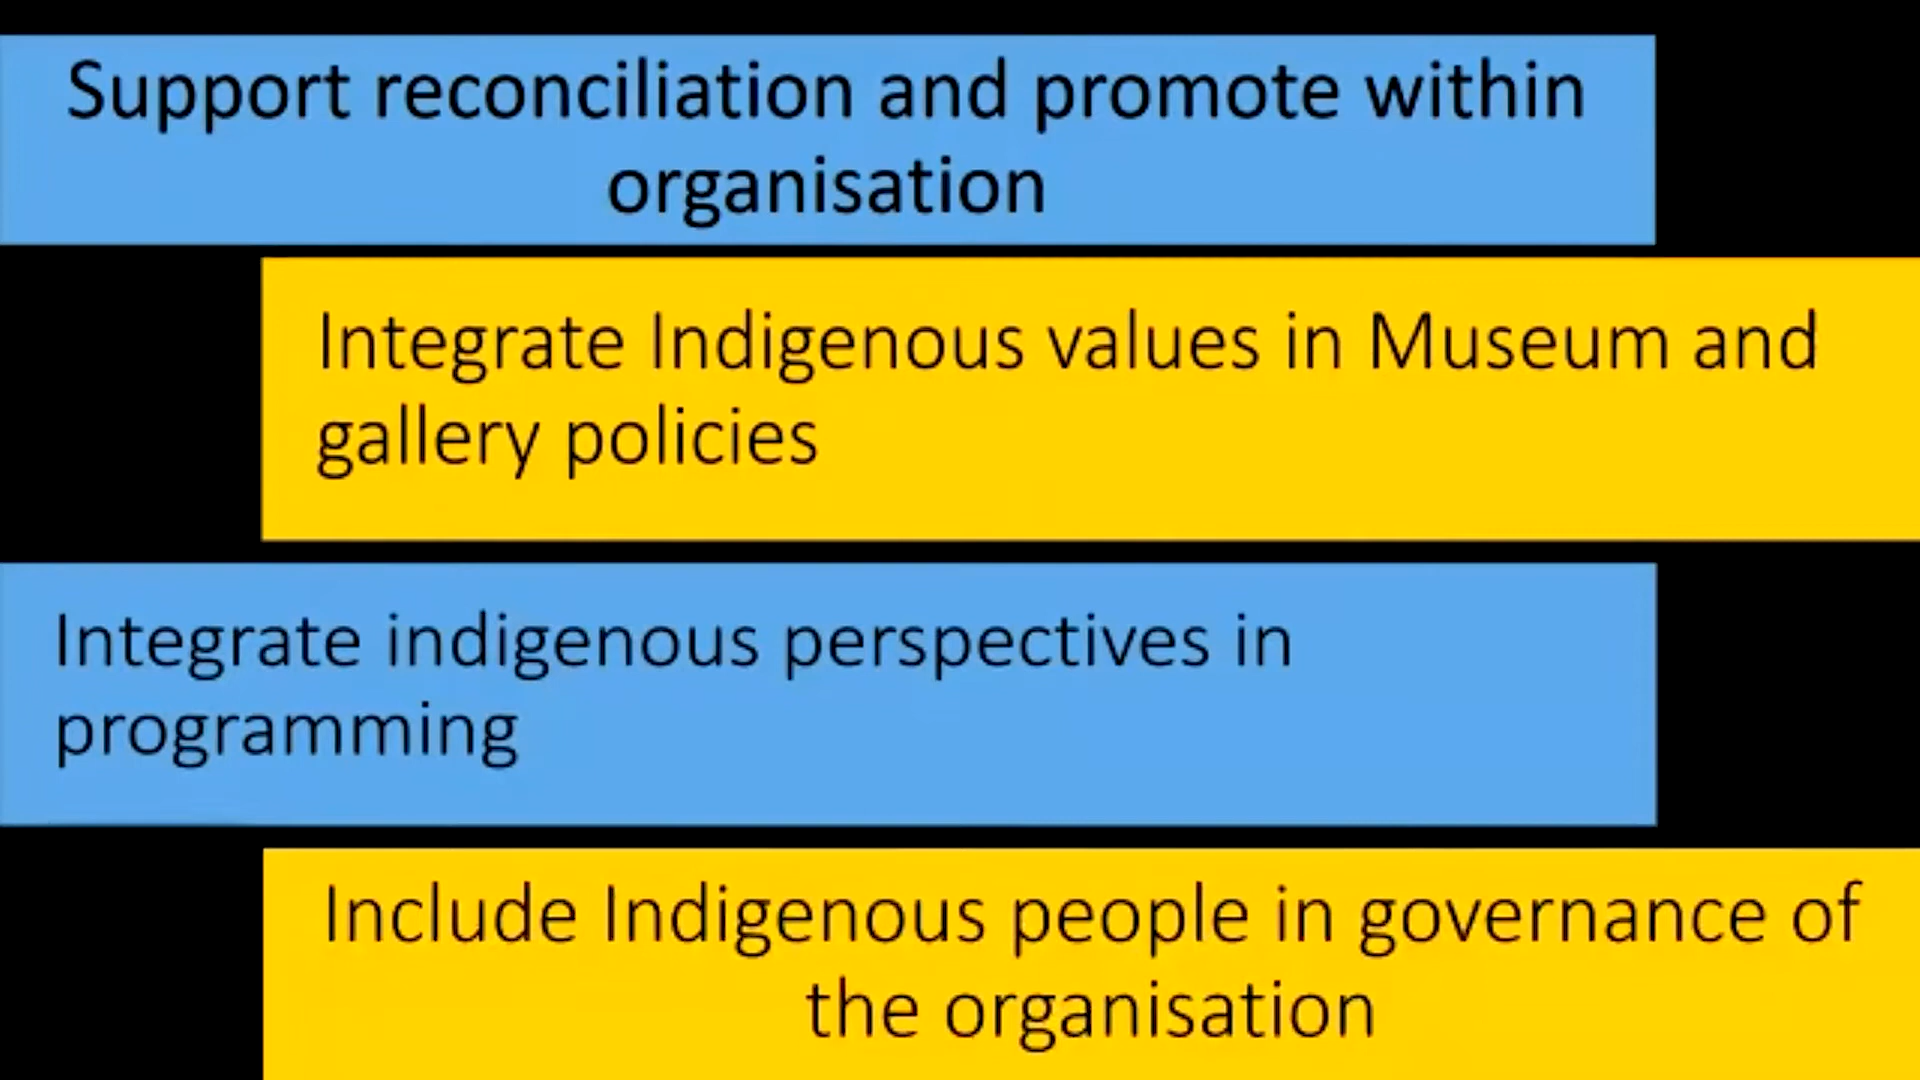 Support reconciliation and promote within
organisation
Integrate Indigenous values in Museum and
gallery policies
Integrate indigenous perspectives in
programming
Include Indigenous people in governance of
the organisation